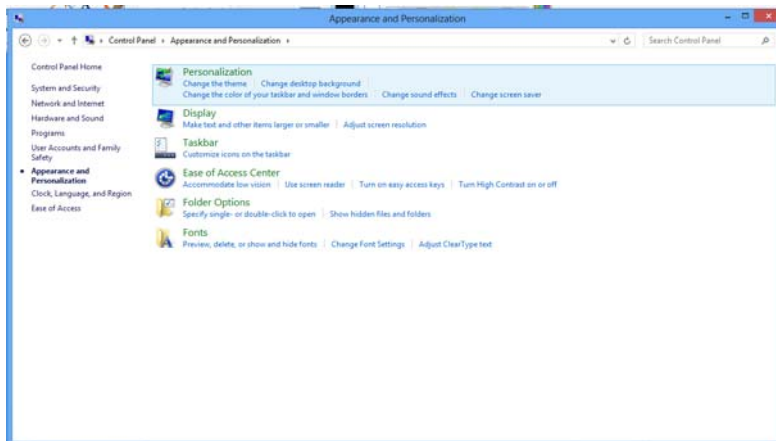 Appearance and Personalization
Control Panel Appearance and Personalization
Search Control Panel
Control Panel Home
System and Security
Network and Internet
Hardware and Sound
Programs
User Accounts and Family
Safety
Appearance and
Personalization
Clock, Language, and Region
Ease of Access
Personalization
Change the theme Change desktop background
Change the color of your taskbar and window borders Change sound effects Change screen saver
Display
Make text and other items larger or smaller Adjust screen resolution
Taskbar
Customize icons on the taskbar
Ease of Access Center
Accommodate low vision Use screen reader Turn on easy access keys Turn High Contrast on or off
Folder Options
Specify single- or double-click to open Show hidden files and folders
Fonts
Preview, delete, or show and hide fonts Change Font Settings Adjust ClearType text